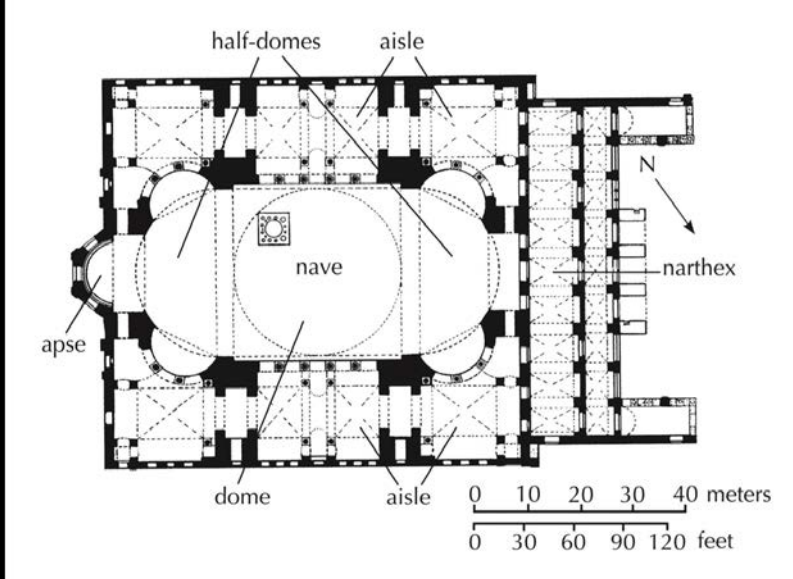 half-domes aisle
N
nave
narthex
apse
dome aisle
0 10 20 30 40 meters
0 30 60 90 120 feet